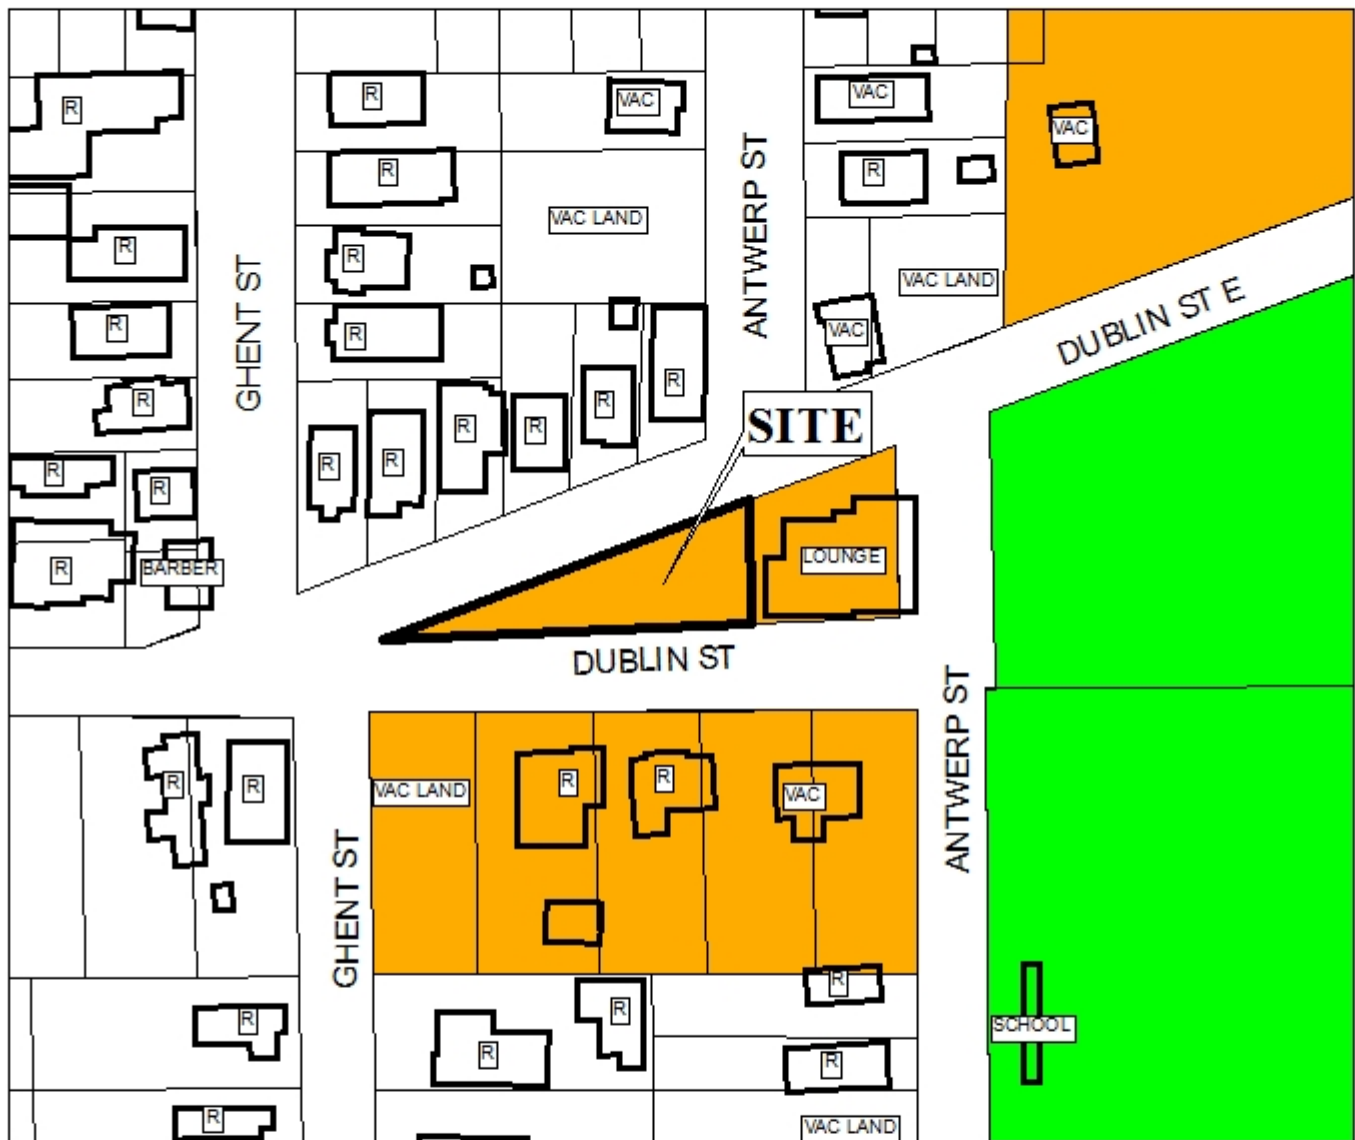 R
R
VAC
VAC
VAC
R
R
VAC LAND
R
R
ANTWERP ST
VAC LAND
GHENT ST
DUBLIN ST E
R
R
VAC
R
R
R
R
SITE
R
R
R
R
R
R
BARBER
LOUNGE
DUBLIN ST
ANTWERP ST
R
R
VAC LAND
R
R
VAC
GHENT ST
R
R
R
SCHOOL
R
R
R
VAC LAND